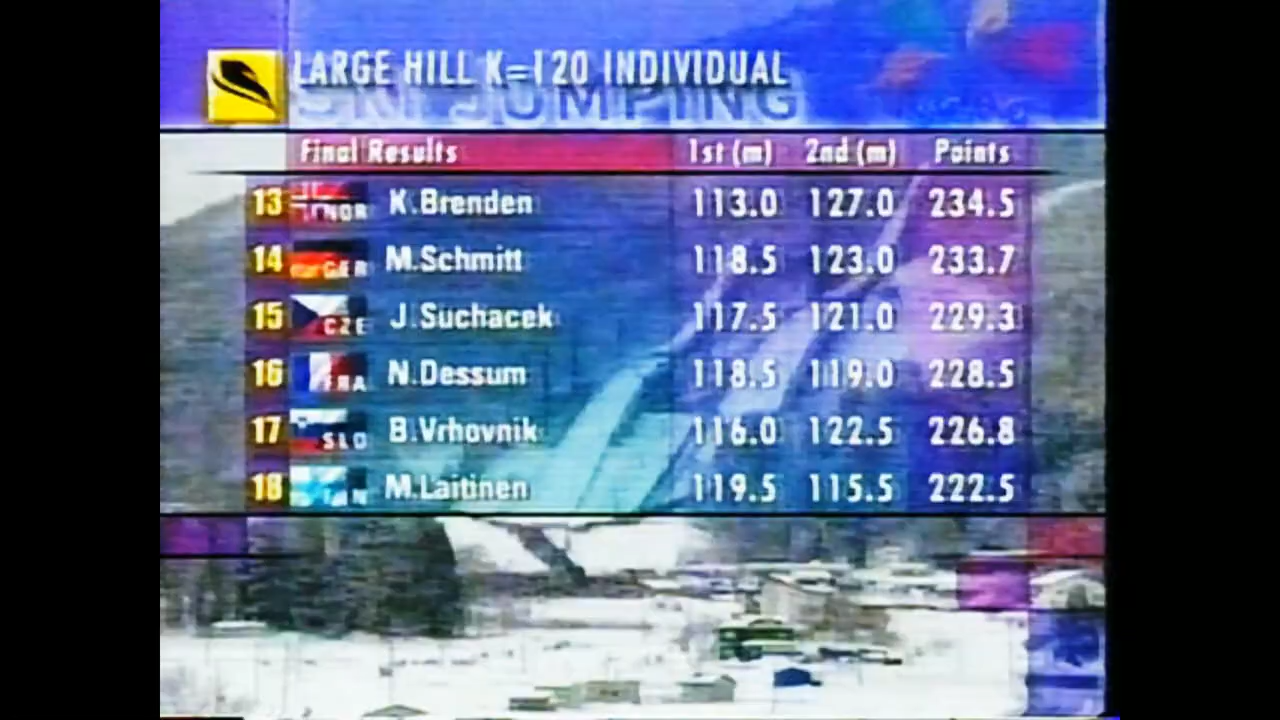 LARGE HILL K=120 INDIVIDUAL
SKI JUMPING
Final Results 1st (m) 2nd (m) Points
13 NOR K.Brenden 113.0 127.0 234.5
14 GER M.Schmitt 118.5 123.0 233.7
15 CZE J.Suchacek 117.5 121.0 229.3
16 FRA N.Dessum 118.5 119.0 228.5
17 SLO B.Vrhovnik 116.0 122.5 226.8
18 FIN M.Laitinen 119.5 115.5 222.5